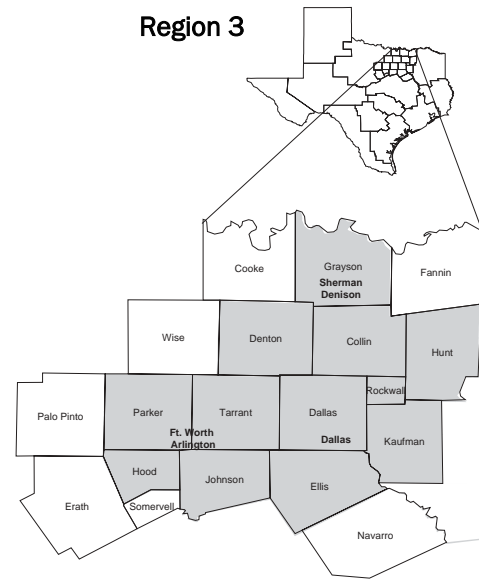 Region 3
Cooke
Grayson
Sherman
Denison
Fannin
Wise
Denton
Collin
Hunt
Rockwall
Palo Pinto
Parker
Tarrant
Dallas
Ft. Worth
Arlington
Dallas
Kaufman
Hood
Johnson
Ellis
Erath
Somervell
Navarro